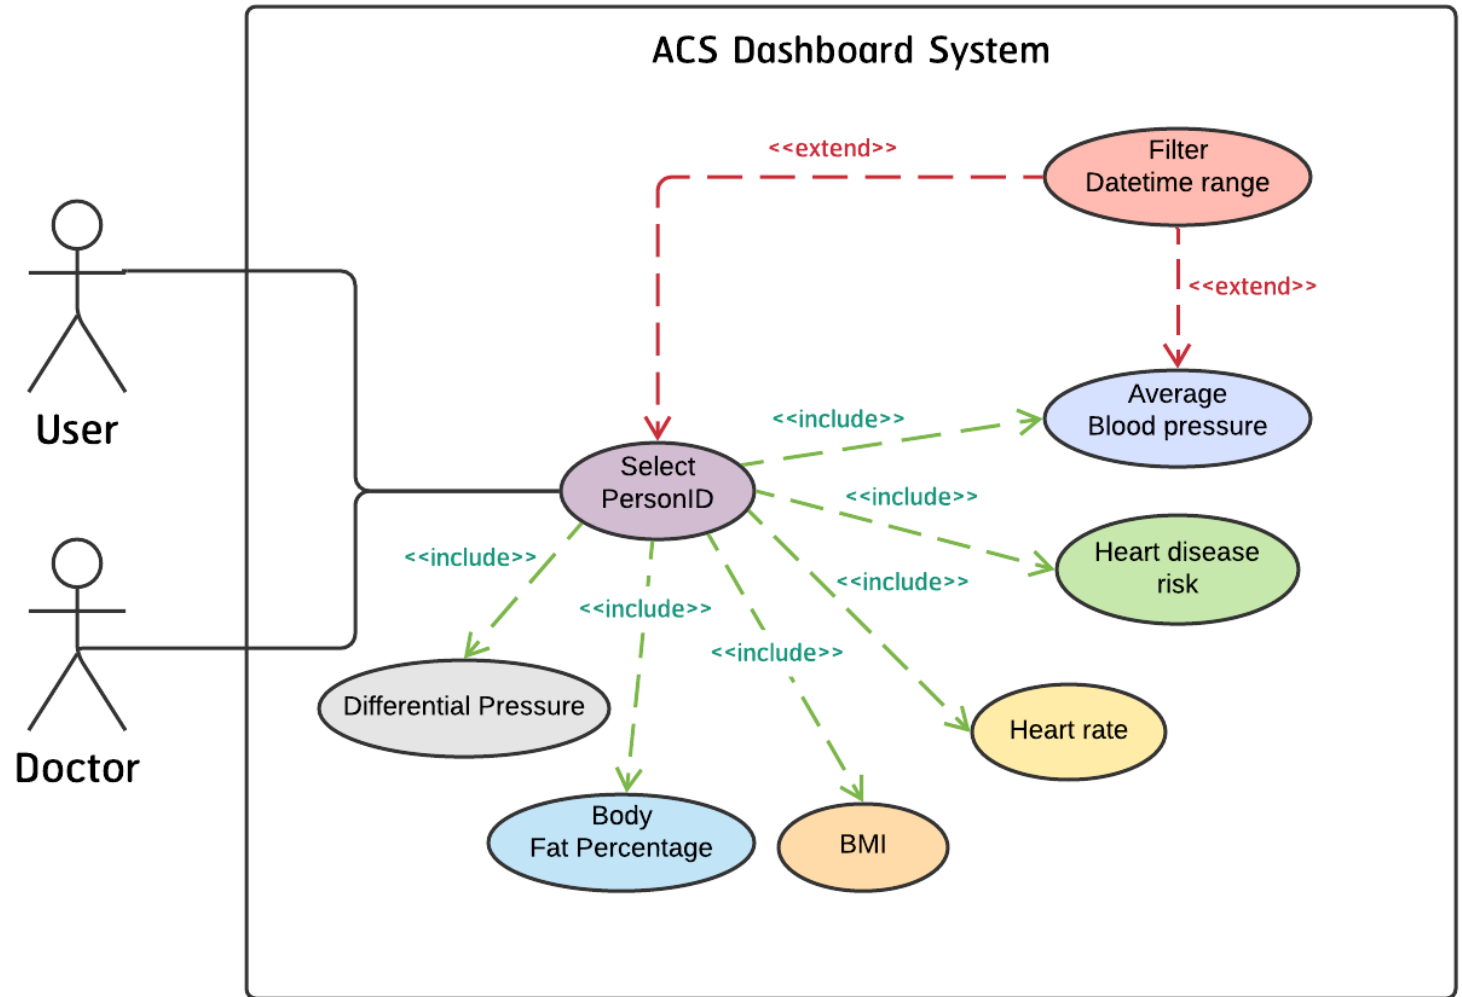 ACS Dashboard System
<<extend>>
Filter
Datetime range
<<extend>>
User
Average
Blood pressure
<<include>>
Select
PersonID
<<include>>
Heart disease
risk
<<include>>
<<include>>
<<include>>
<<include>>
Differential Pressure
Heart rate
Doctor
Body
Fat Percentage
BMI